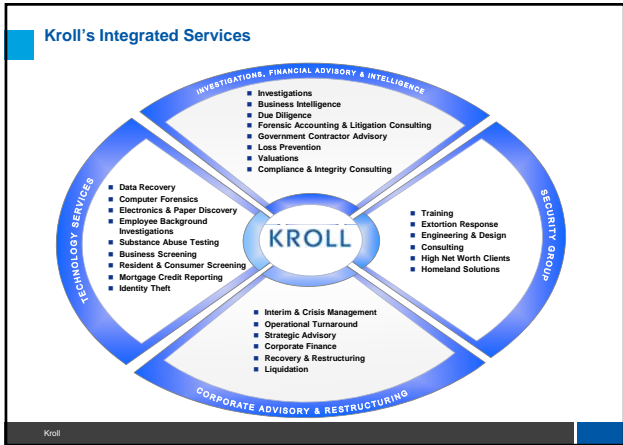 Kroll's Integrated Services
INVESTIGATIONS, FINANCIAL ADVISORY & INTELLIGENCE
Investigations
Business Intelligence
Due Diligence
Forensic Accounting & Litigation Consulting
Government Contractor Advisory
Loss Prevention
Valuations
Compliance & Integrity Consulting
TECHNOLOGY SERVICES
Data Recovery
Computer Forensics
Electronics & Paper Discovery
Employee Background
Investigations
Substance Abuse Testing
Business Screening
Resident & Consumer Screening
Mortgage Credit Reporting
Identity Theft
KROLL
Training
Extortion Response
Engineering & Design
Consulting
High Net Worth Clients
Homeland Solutions
SECURITY GROUP
Interim & Crisis Management
Operational Turnaround
Strategic Advisory
Corporate Finance
Recovery & Restructuring
Liquidation
CORPORATE ADVISORY & RESTRUCTURING
Kroll